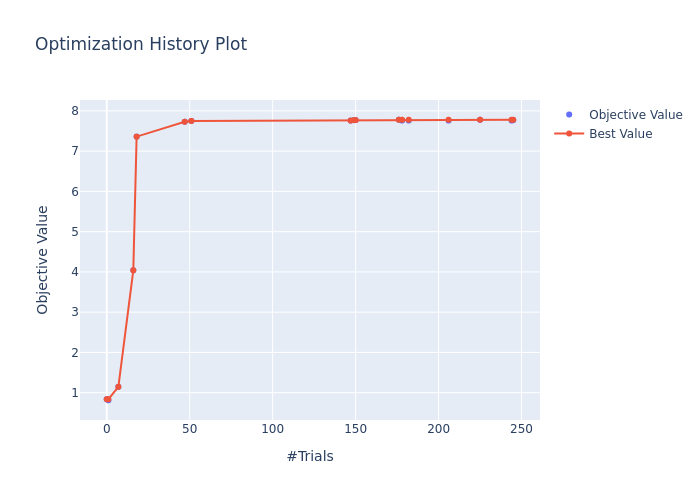 Optimization History Plot
Objective Value
Best Value
8
7
6
5
4
3
2
1
Objective Value
0
50
100
150
200
250
#Trials